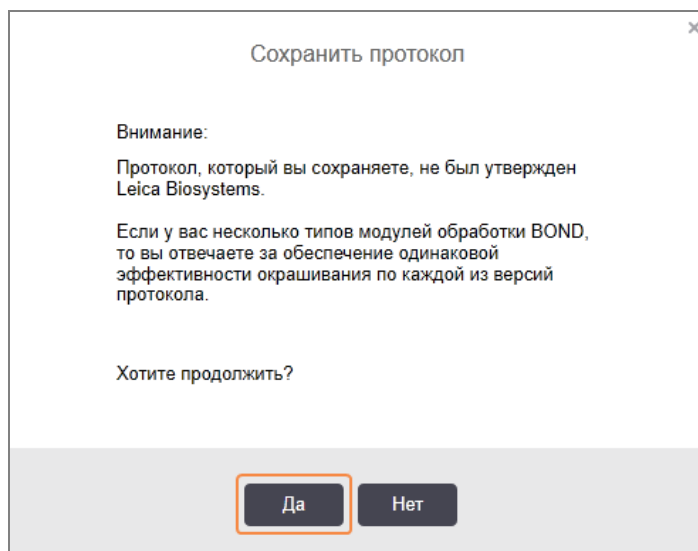 Сохранить протокол
Внимание:
Протокол, который вы сохраняете, не был утвержден
Leica Biosystems.
Если у вас несколько типов модулей обработки BOND,
то вы отвечаете за обеспечение одинаковой
эффективности окрашивания по каждой из версий
протокола.
Хотите продолжить?
Да
Нет